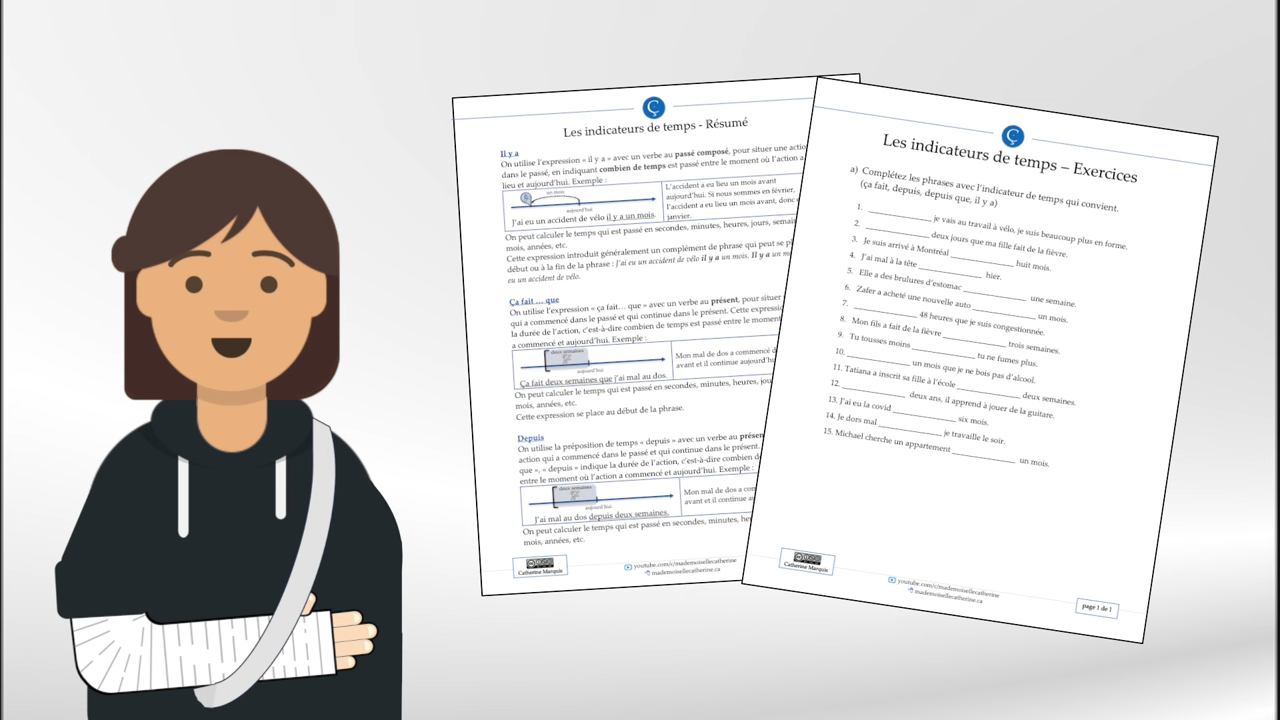 Ç
Les indicateurs de temps - Résumé
Il y a
On utilise l'expression « il y a » avec un verbe au passé composé, pour situer une actio
dans le passé, en indiquant combien de temps est passé entre le moment où l'action a
lieu et aujourd'hui. Exemple :
un mois
aujourd'hui
J'ai eu un accident de vélo il y a un mois.
L'accident a eu lieu un mois avant
aujourd'hui. Si nous sommes en février,
l'accident a eu lieu un mois avant, donc
janvier.
On peut calculer le temps qui est passé en secondes, minutes, heures, jours, semain
mois, années, etc.
Cette expression introduit généralement un complément de phrase qui peut se pl
début ou à la fin de la phrase : J'ai eu un accident de vélo il y a un mois. Il y a un m
eu un accident de vélo.
Ça fait ... que
On utilise l'expression « ça fait... que » avec un verbe au présent, pour situer
qui a commencé dans le passé et qui continue dans le présent. Cette expressio
la durée de l'action, c'est-à-dire combien de temps est passé entre le moment
a commencé et aujourd'hui. Exemple :
deux semaines
aujourd'hui
Ça fait deux semaines que j'ai mal au dos.
Mon mal de dos a commencé d
avant et il continue aujourd'hu
On peut calculer le temps qui est passé en secondes, minutes, heures, jou
mois, années, etc.
Cette expression se place au début de la phrase.
Depuis
On utilise la préposition de temps « depuis » avec un verbe au présen
action qui a commencé dans le passé et qui continue dans le présent.
que », « depuis » indique la durée de l'action, c'est-à-dire combien d
entre le moment où l'action a commencé et aujourd'hui. Exemple :
deux semaines
aujourd'hui
J'ai mal au dos depuis deux semaines.
Mon mal de dos a com
avant et il continue au
On peut calculer le temps qui est passé en secondes, minutes, heu
mois, années, etc.
Catherine Marquis
youtube.com/c/mademoisellecatherine
mademoisellecatherine.ca
Ç
Les indicateurs de temps – Exercices
a) Complétez les phrases avec l'indicateur de temps qui convient.
(ça fait, depuis, depuis que, il y a)
1. ____________ je vais au travail à vélo, je suis beaucoup plus en forme.
2. ____________ deux jours que ma fille fait de la fièvre.
3. Je suis arrivé à Montréal ____________ huit mois.
4. J'ai mal à la tête ____________ hier.
5. Elle a des brulures d'estomac ____________ une semaine.
6. Zafer a acheté une nouvelle auto ____________ un mois.
7. ____________ 48 heures que je suis congestionnée.
8. Mon fils a fait de la fièvre ____________ trois semaines.
9. Tu tousses moins ____________ tu ne fumes plus.
10. ____________ un mois que je ne bois pas d'alcool.
11. Tatiana a inscrit sa fille à l'école ____________ deux semaines.
12. ____________ deux ans, il apprend à jouer de la guitare.
13. J'ai eu la covid ____________ six mois.
14. Je dors mal ____________ je travaille le soir.
15. Michael cherche un appartement ____________ un mois.
Catherine Marquis
youtube.com/c/mademoisellecatherine
mademoisellecatherine.ca
page 1 de 1